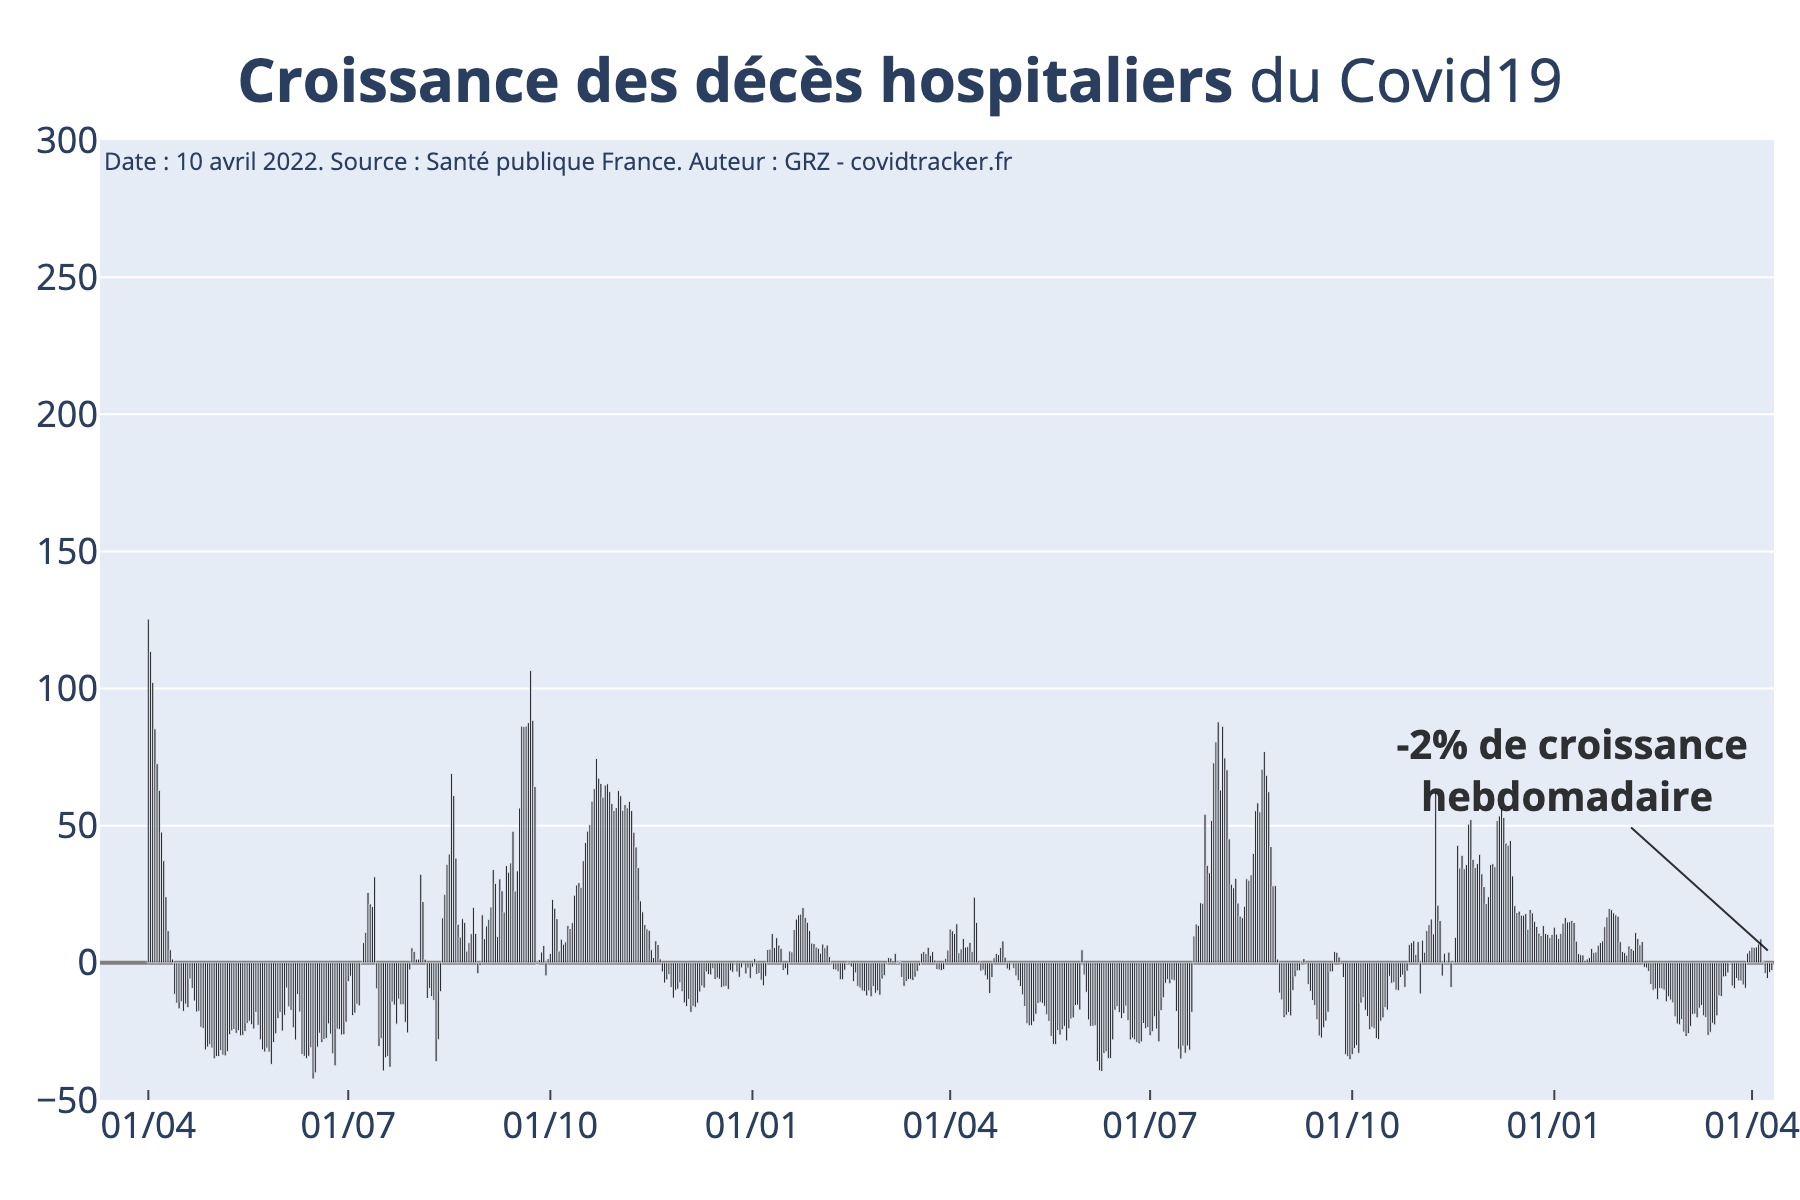 Croissance des décès hospitaliers du Covid19
300
Date : 10 avril 2022. Source : Santé publique France. Auteur : GRZ - covidtracker.fr
250
200
150
100
-2% de croissance
hebdomadaire
50
0
−50
01/04 01/07 01/10 01/01 01/04 01/07 01/10 01/01 01/04